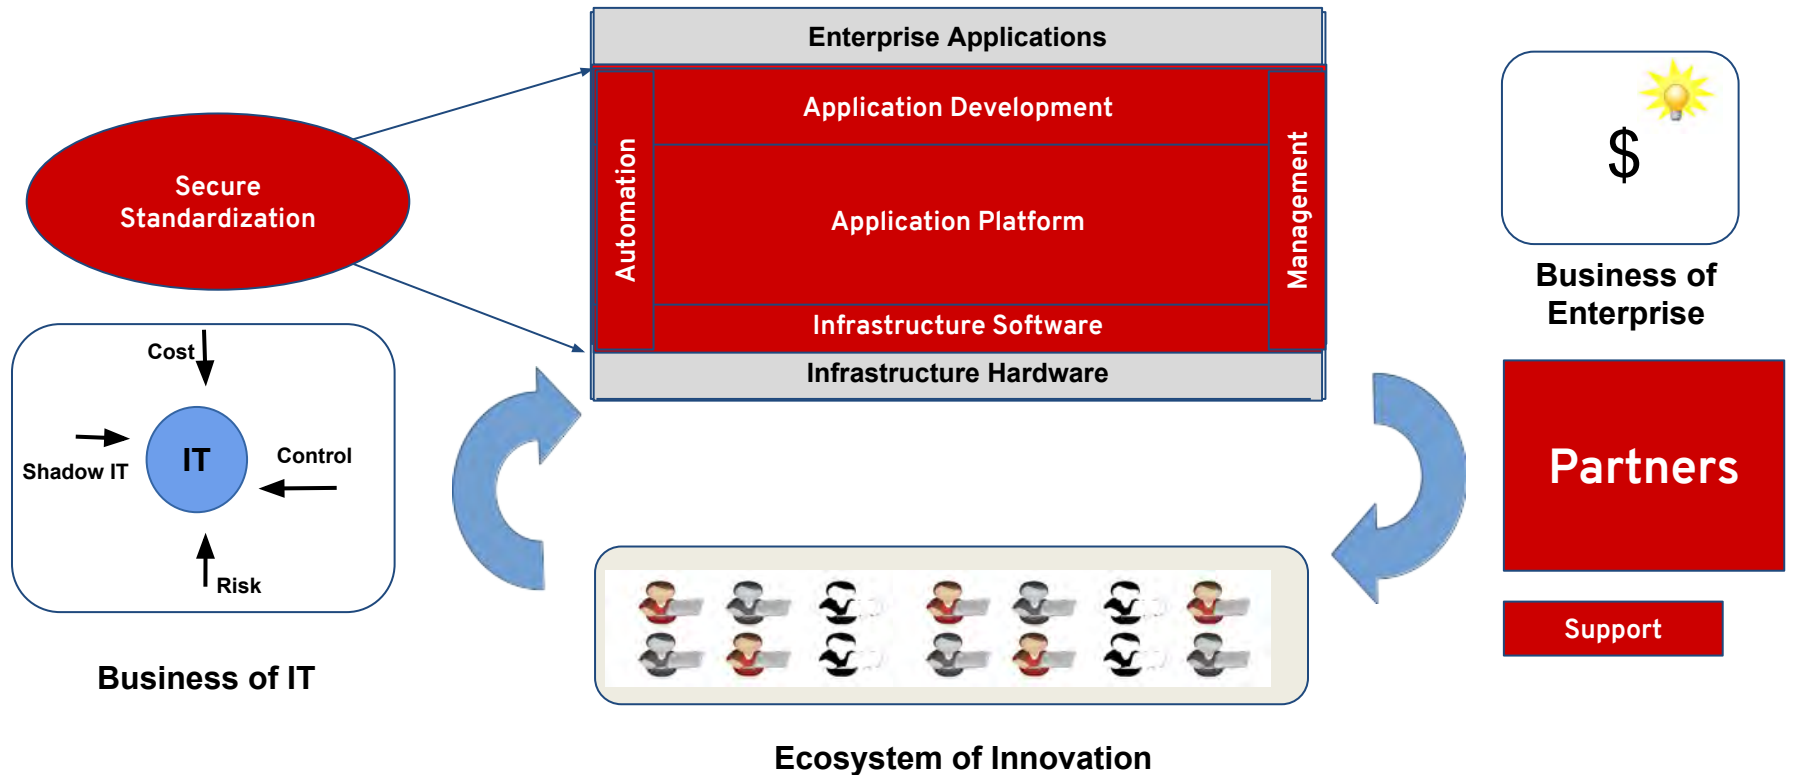 Enterprise Applications
Application Development
Automation
Application Platform
Management
Infrastructure Software
Infrastructure Hardware
Secure
Standardization
Cost
Shadow IT
IT
Control
Risk
Business of IT
$
Business of
Enterprise
Partners
Support
Ecosystem of Innovation